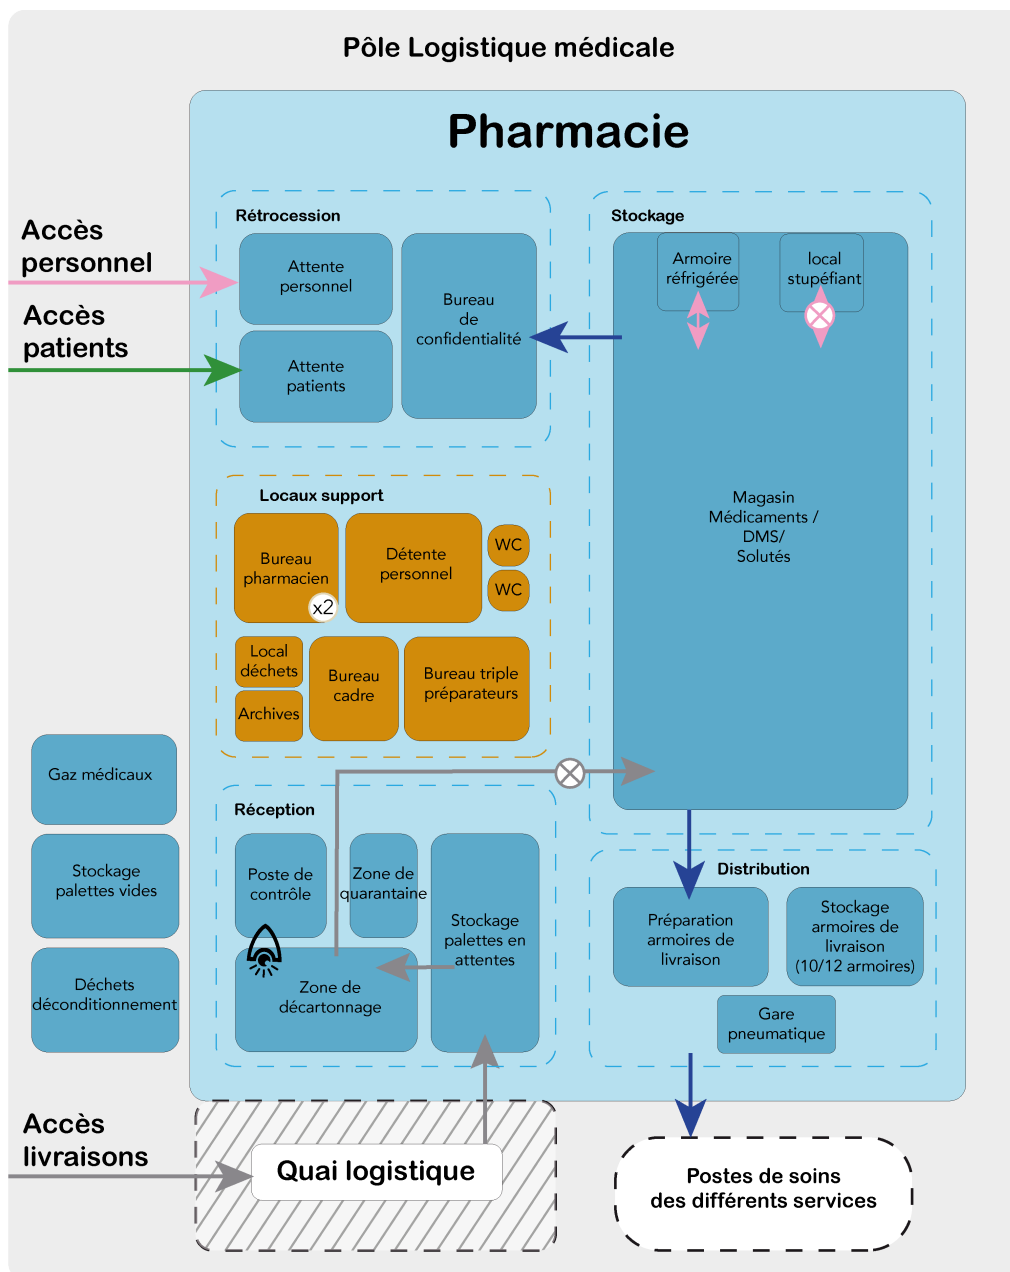 Pôle Logistique médicale
Pharmacie
Accès
personnel
Accès
patients
Rétrocession
Attente
personnel
Attente
patients
Bureau
de
confidentialité
Stockage
Armoire
réfrigérée
local
stupéfiant
Magasin
Médicaments /
DMS/
Solutés
Locaux support
Bureau
pharmacien
x2
Détente
personnel
WC
WC
Local
déchets
Archives
Bureau
cadre
Bureau triple
préparateurs
Gaz médicaux
Stockage
palettes vides
Déchets
déconditionnement
Réception
Poste de
contrôle
Zone de
quarantaine
Stockage
palettes en
attentes
Zone de
décartonnage
Distribution
Préparation
armoires de
livraison
Stockage
armoires de
livraison
(10/12 armoires)
Gare
pneumatique
Accès
livraisons
Quai logistique
Postes de soins
des différents services